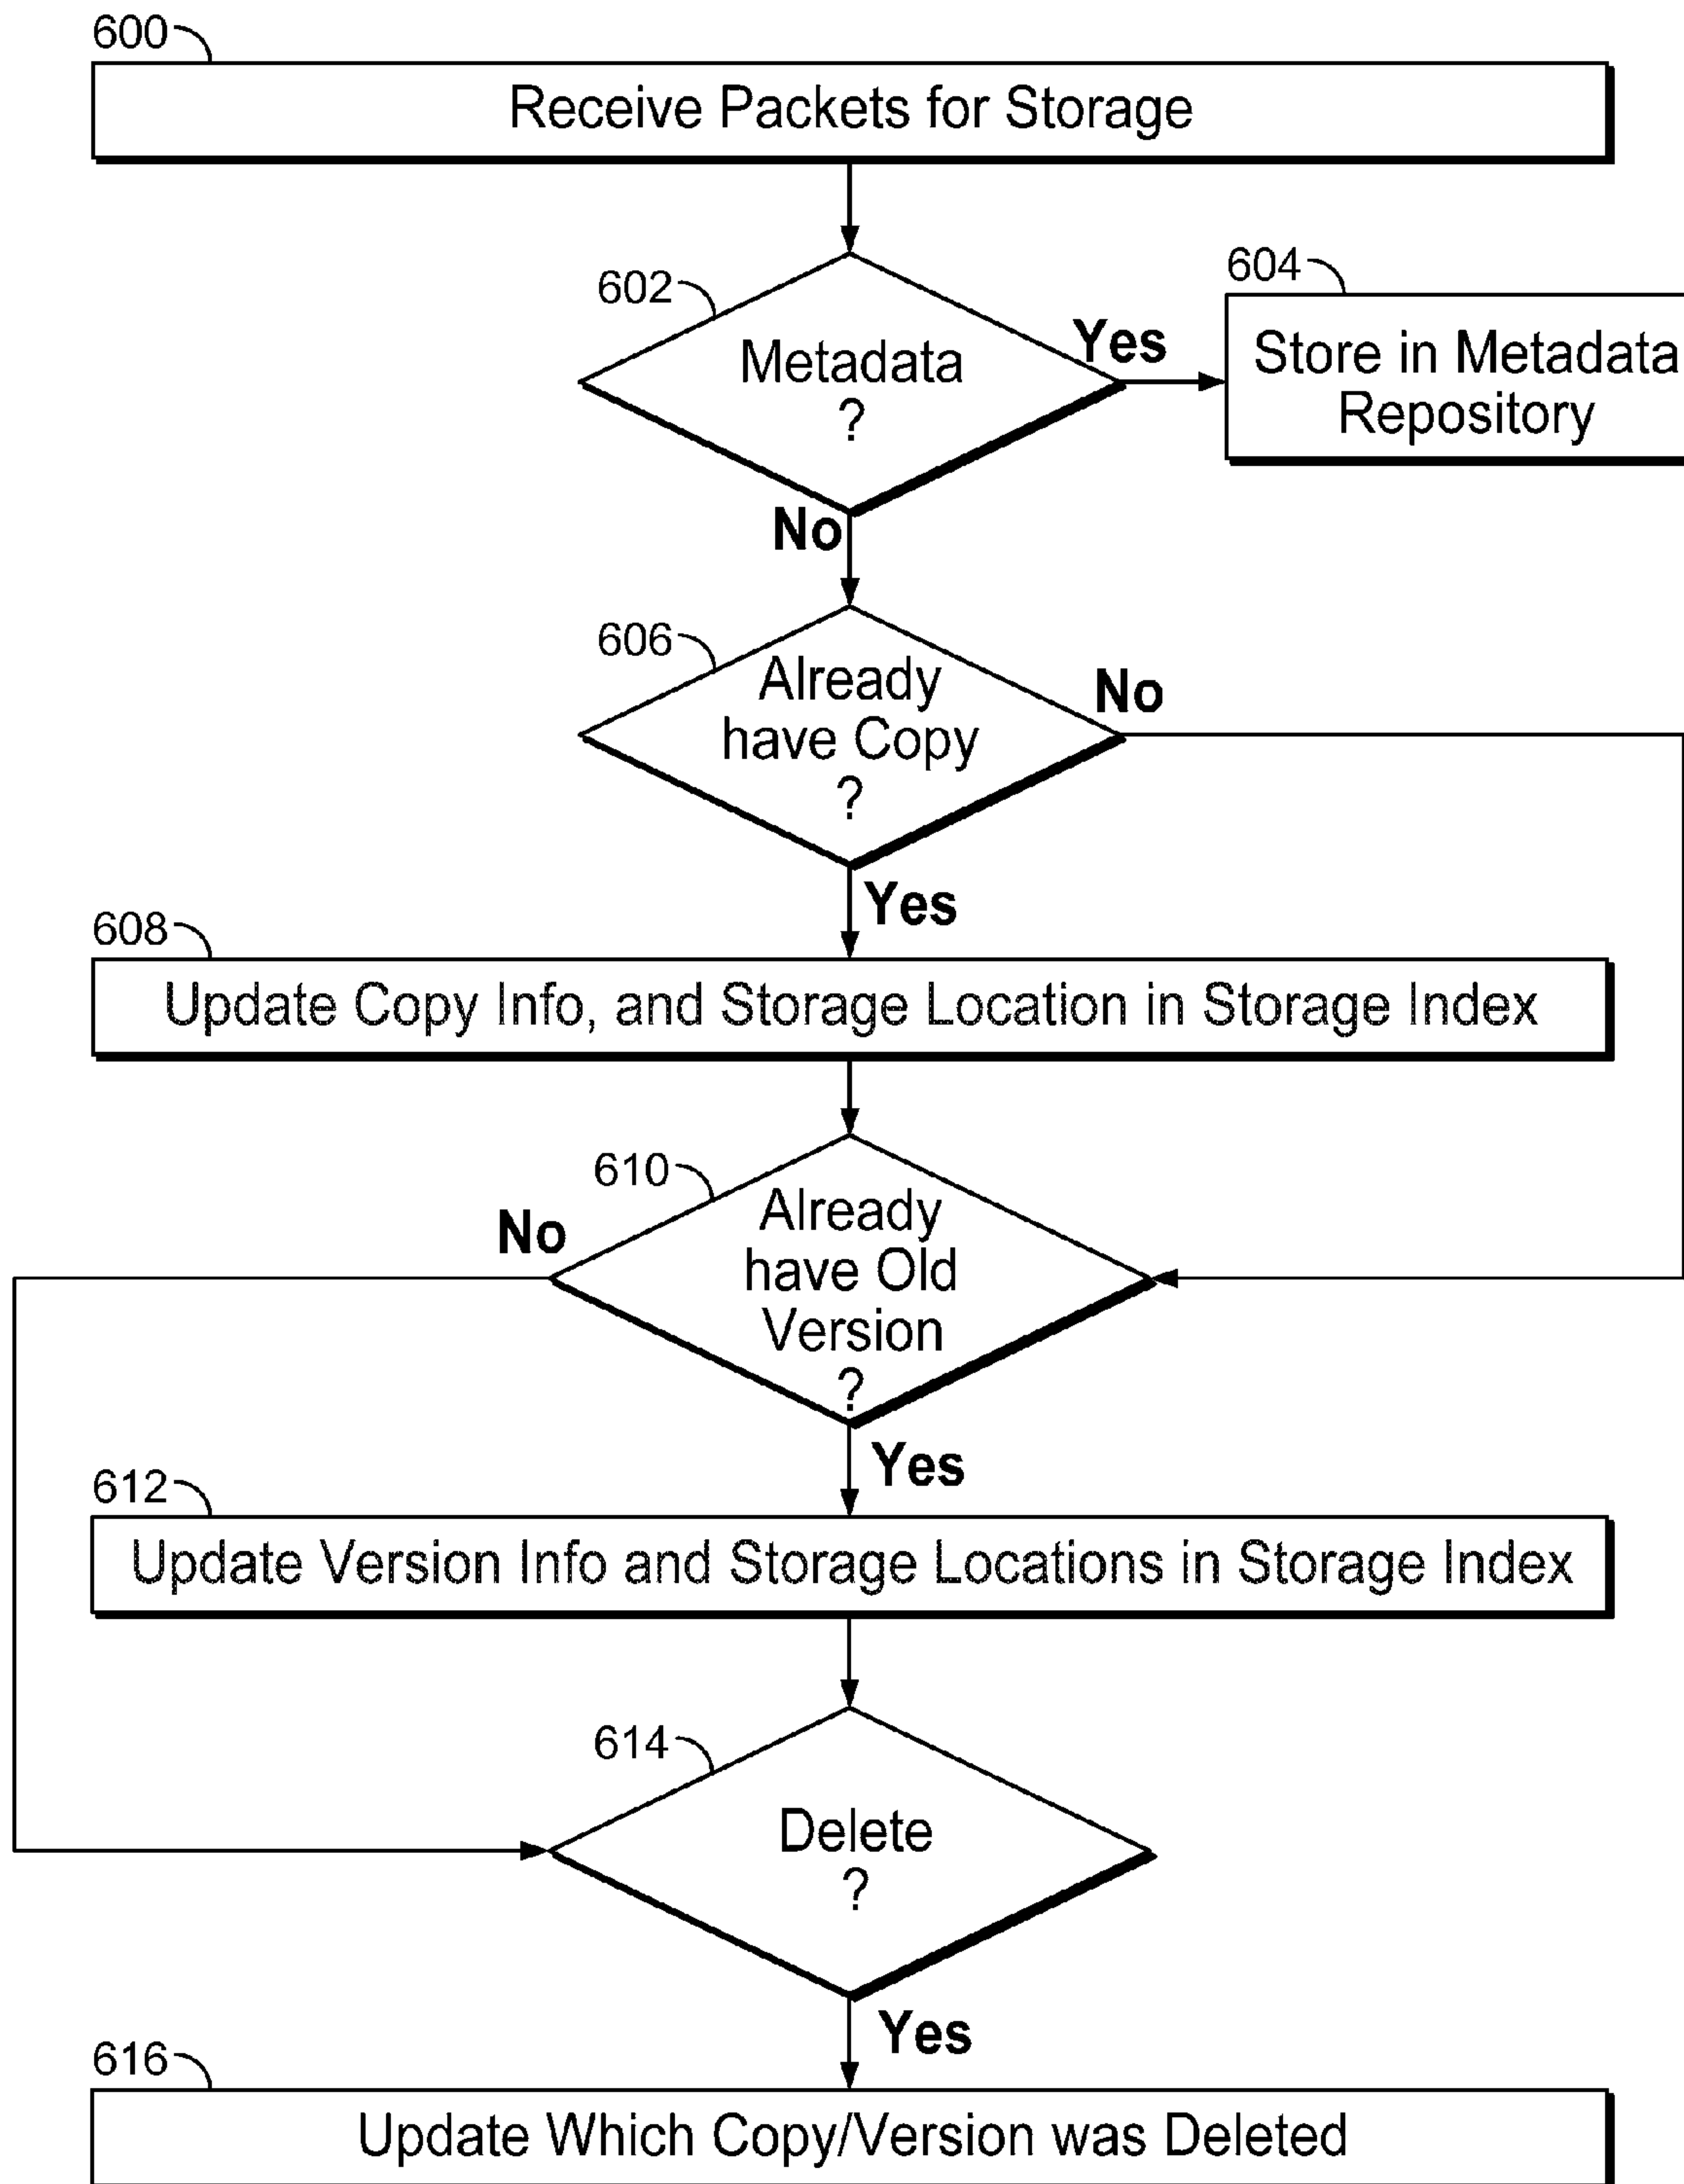 600
Receive Packets for Storage
602
Metadata
?
Yes
604
Store in Metadata
Repository
No
606
Already
have Copy
?
No
Yes
608
Update Copy Info, and Storage Location in Storage Index
610
Already
have Old
Version
?
No
Yes
612
Update Version Info and Storage Locations in Storage Index
614
Delete
?
Yes
616
Update Which Copy/Version was Deleted